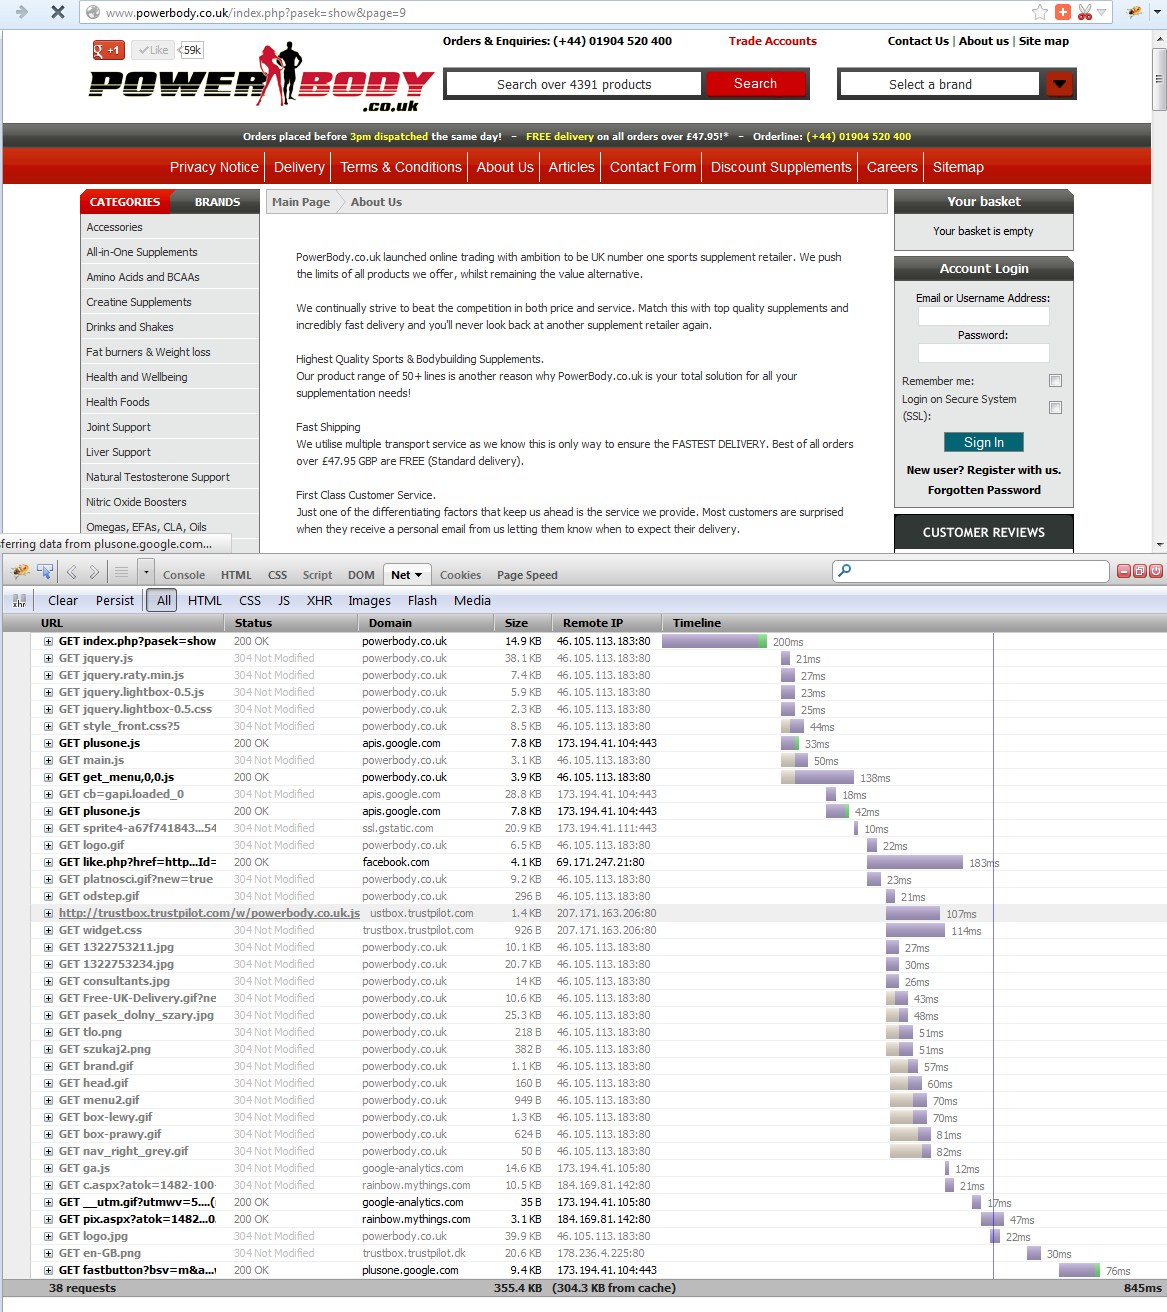 www.powerbody.co.uk/index.php?pasek=show&page=9
+1 Like 59k
Orders & Enquiries: (+44) 01904 520 400 Trade Accounts Contact Us | About us | Site map
POWER BODY
.co.uk
Search over 4391 products Search Select a brand
Orders placed before 3pm dispatched the same day! – FREE delivery on all orders over £47.95!* – Orderline: (+44) 01904 520 400
Privacy Notice Delivery Terms & Conditions About Us Articles Contact Form Discount Supplements Careers Sitemap
CATEGORIES BRANDS
Accessories
All-in-One Supplements
Amino Acids and BCAAs
Creatine Supplements
Drinks and Shakes
Fat burners & Weight loss
Health and Wellbeing
Health Foods
Joint Support
Liver Support
Natural Testosterone Support
Nitric Oxide Boosters
Omegas, EFAs, CLA, Oils
Main Page About Us
PowerBody.co.uk launched online trading with ambition to be UK number one sports supplement retailer. We push
the limits of all products we offer, whilst remaining the value alternative.
We continually strive to beat the competition in both price and service. Match this with top quality supplements and
incredibly fast delivery and you'll never look back at another supplement retailer again.
Highest Quality Sports & Bodybuilding Supplements.
Our product range of 50+ lines is another reason why PowerBody.co.uk is your total solution for all your
supplementation needs!
Fast Shipping
We utilise multiple transport service as we know this is only way to ensure the FASTEST DELIVERY. Best of all orders
over £47.95 GBP are FREE (Standard delivery).
First Class Customer Service.
Just one of the differentiating factors that keep us ahead is the service we provide. Most customers are surprised
when they receive a personal email from us letting them know when to expect their delivery.
Your basket
Your basket is empty
Account Login
Email or Username Address:
Password:
Remember me:
Login on Secure System
(SSL):
Sign In
New user? Register with us.
Forgotten Password
CUSTOMER REVIEWS
sferring data from plusone.google.com...
Console HTML CSS Script DOM Net Cookies Page Speed
xhr Clear Persist All HTML CSS JS XHR Images Flash Media
URL Status Domain Size Remote IP Timeline
GET index.php?pasek=show 200 OK powerbody.co.uk 14.9 KB 46.105.113.183:80 200ms
GET jquery.js 304 Not Modified powerbody.co.uk 38.1 KB 46.105.113.183:80 21ms
GET jquery.raty.min.js 304 Not Modified powerbody.co.uk 7.4 KB 46.105.113.183:80 27ms
GET jquery.lightbox-0.5.js 304 Not Modified powerbody.co.uk 5.9 KB 46.105.113.183:80 23ms
GET jquery.lightbox-0.5.css 304 Not Modified powerbody.co.uk 2.3 KB 46.105.113.183:80 25ms
GET style_front.css?5 304 Not Modified powerbody.co.uk 8.5 KB 46.105.113.183:80 44ms
GET plusone.js 200 OK apis.google.com 7.8 KB 173.194.41.104:443 33ms
GET main.js 304 Not Modified powerbody.co.uk 3.1 KB 46.105.113.183:80 50ms
GET get_menu,0,0.js 200 OK powerbody.co.uk 3.9 KB 46.105.113.183:80 138ms
GET cb=gapi.loaded_0 304 Not Modified apis.google.com 28.8 KB 173.194.41.104:443 18ms
GET plusone.js 200 OK apis.google.com 7.8 KB 173.194.41.104:443 42ms
GET sprite4-a67f741843...54 304 Not Modified ssl.gstatic.com 20.9 KB 173.194.41.111:443 10ms
GET logo.gif 304 Not Modified powerbody.co.uk 6.5 KB 46.105.113.183:80 22ms
GET like.php?href=http...Id= 200 OK facebook.com 4.1 KB 69.171.247.21:80 183ms
GET platnosci.gif?new=true 304 Not Modified powerbody.co.uk 9.2 KB 46.105.113.183:80 23ms
GET odstep.gif 304 Not Modified powerbody.co.uk 296 B 46.105.113.183:80 21ms
http://trustbox.trustpilot.com/w/powerbody.co.uk.js ustbox.trustpilot.com 1.4 KB 207.171.163.206:80 107ms
GET widget.css 304 Not Modified trustbox.trustpilot.com 926 B 207.171.163.206:80 114ms
GET 1322753211.jpg 304 Not Modified powerbody.co.uk 10.1 KB 46.105.113.183:80 27ms
GET 1322753234.jpg 304 Not Modified powerbody.co.uk 20.7 KB 46.105.113.183:80 30ms
GET consultants.jpg 304 Not Modified powerbody.co.uk 14 KB 46.105.113.183:80 26ms
GET Free-UK-Delivery.gif?ne 304 Not Modified powerbody.co.uk 10.6 KB 46.105.113.183:80 43ms
GET pasek_dolny_szary.jpg 304 Not Modified powerbody.co.uk 25.3 KB 46.105.113.183:80 48ms
GET tlo.png 304 Not Modified powerbody.co.uk 218 B 46.105.113.183:80 51ms
GET szukaj2.png 304 Not Modified powerbody.co.uk 382 B 46.105.113.183:80 51ms
GET brand.gif 304 Not Modified powerbody.co.uk 1.1 KB 46.105.113.183:80 57ms
GET head.gif 304 Not Modified powerbody.co.uk 160 B 46.105.113.183:80 60ms
GET menu2.gif 304 Not Modified powerbody.co.uk 949 B 46.105.113.183:80 70ms
GET box-lewy.gif 304 Not Modified powerbody.co.uk 1.3 KB 46.105.113.183:80 70ms
GET box-prawy.gif 304 Not Modified powerbody.co.uk 624 B 46.105.113.183:80 81ms
GET nav_right_grey.gif 304 Not Modified powerbody.co.uk 50 B 46.105.113.183:80 82ms
GET ga.js 304 Not Modified google-analytics.com 14.6 KB 173.194.41.105:80 12ms
GET c.aspx?atok=1482-100- 304 Not Modified rainbow.mythings.com 10.5 KB 184.169.81.142:80 21ms
GET __utm.gif?utmwv=5....(r 200 OK google-analytics.com 35 B 173.194.41.105:80 17ms
GET pix.aspx?atok=1482...0. 200 OK rainbow.mythings.com 3.1 KB 184.169.81.142:80 47ms
GET logo.jpg 304 Not Modified powerbody.co.uk 39.9 KB 46.105.113.183:80 22ms
GET en-GB.png 304 Not Modified trustbox.trustpilot.dk 20.6 KB 178.236.4.225:80 30ms
GET fastbutton?bsv=m&a... 200 OK plusone.google.com 9.4 KB 173.194.41.104:443 76ms
38 requests 355.4 KB (304.3 KB from cache) 845ms